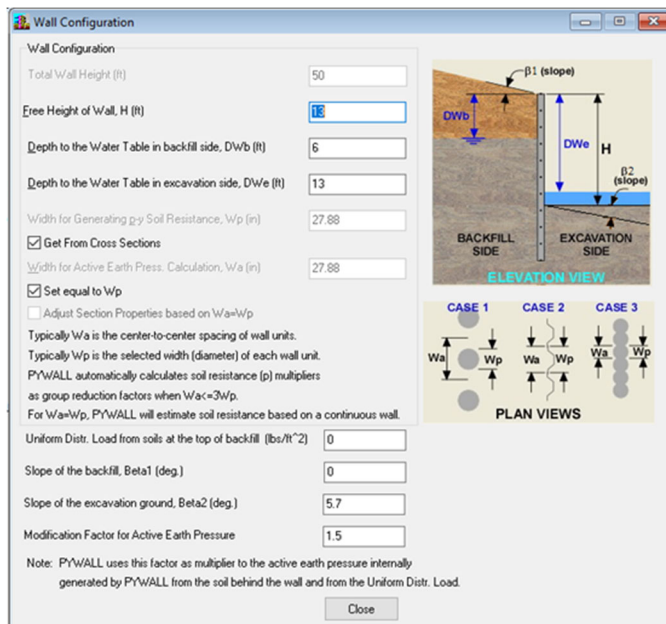 Wall Configuration
Wall Configuration
Total Wall Height (ft) 50
Free Height of Wall, H (ft) 13
Depth to the Water Table in backfill side, DWb (ft) 6
Depth to the Water Table in excavation side, DWe (ft) 13
Width for Generating p-y Soil Resistance, Wp (in) 27.88
Get From Cross Sections
Width for Active Earth Press. Calculation, Wa (in) 27.88
Set equal to Wp
Adjust Section Properties based on Wa=Wp
Typically Wa is the center-to-center spacing of wall units.
Typically Wp is the selected width (diameter) of each wall unit.
PYWALL automatically calculates soil resistance (p) multipliers
as group reduction factors when Wa<=3Wp.
For Wa=Wp, PYWALL will estimate soil resistance based on a continuous wall.
Uniform Distr. Load from soils at the top of backfill (lbs/ft^2) 0
Slope of the backfill, Beta1 (deg.) 0
Slope of the excavation ground, Beta2 (deg.) 5.7
Modification Factor for Active Earth Pressure 1.5
Note: PYWALL uses this factor as multiplier to the active earth pressure internally
generated by PYWALL from the soil behind the wall and from the Uniform Distr. Load.
Close
β1 (slope)
DWb
DWe
H
β2
(slope)
BACKFILL
SIDE
EXCAVATION
SIDE
ELEVATION VIEW
CASE 1 CASE 2 CASE 3
Wa Wp Wa Wp Wa Wp
PLAN VIEWS